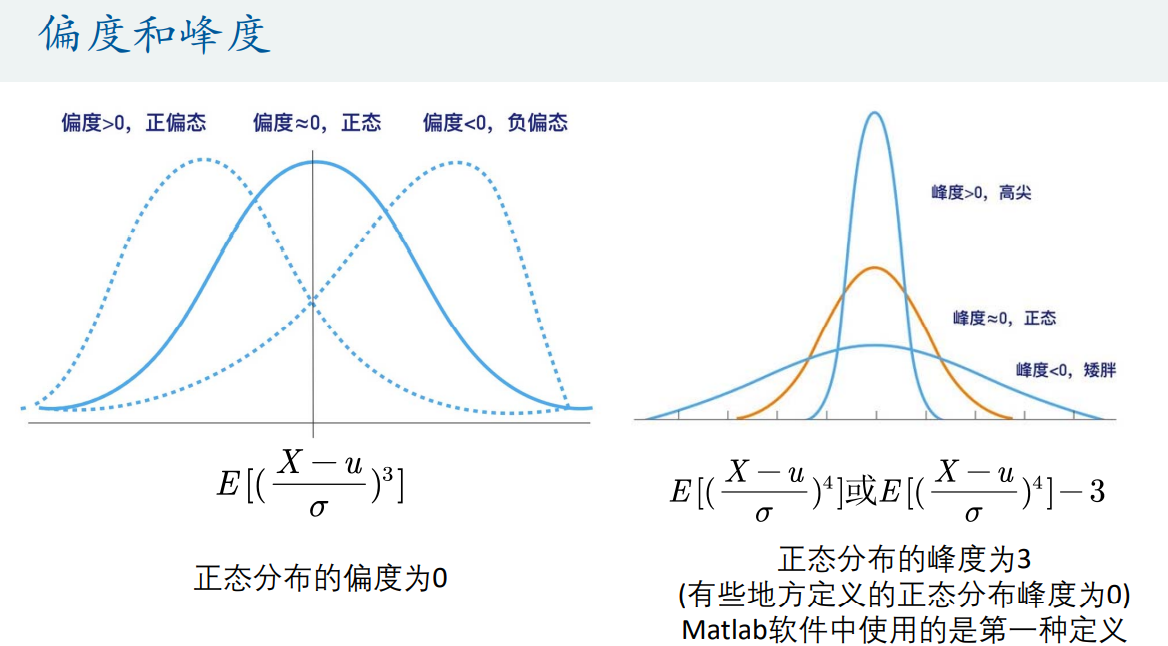 偏度和峰度
偏度>0，正偏态
偏度≈0，正态
偏度<0，负偏态
E[(\frac{X-u}{σ})^3]
正态分布的偏度为0
峰度>0，高尖
峰度≈0，正态
峰度<0，矮胖
E[(\frac{X-u}{σ})^4]或E[(\frac{X-u}{σ})^4]-3
正态分布的峰度为3
(有些地方定义的正态分布峰度为0)
Matlab软件中使用的是第一种定义